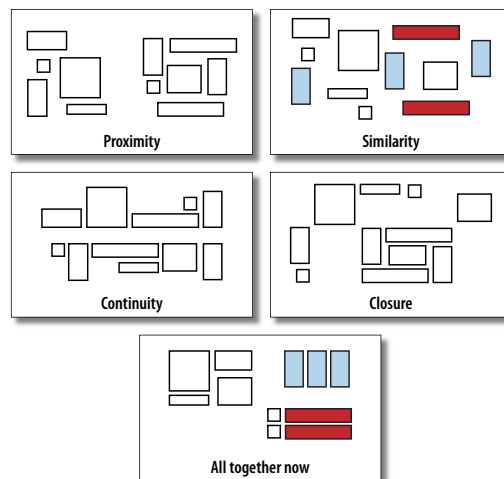 Proximity
Similarity
Continuity
Closure
All together now